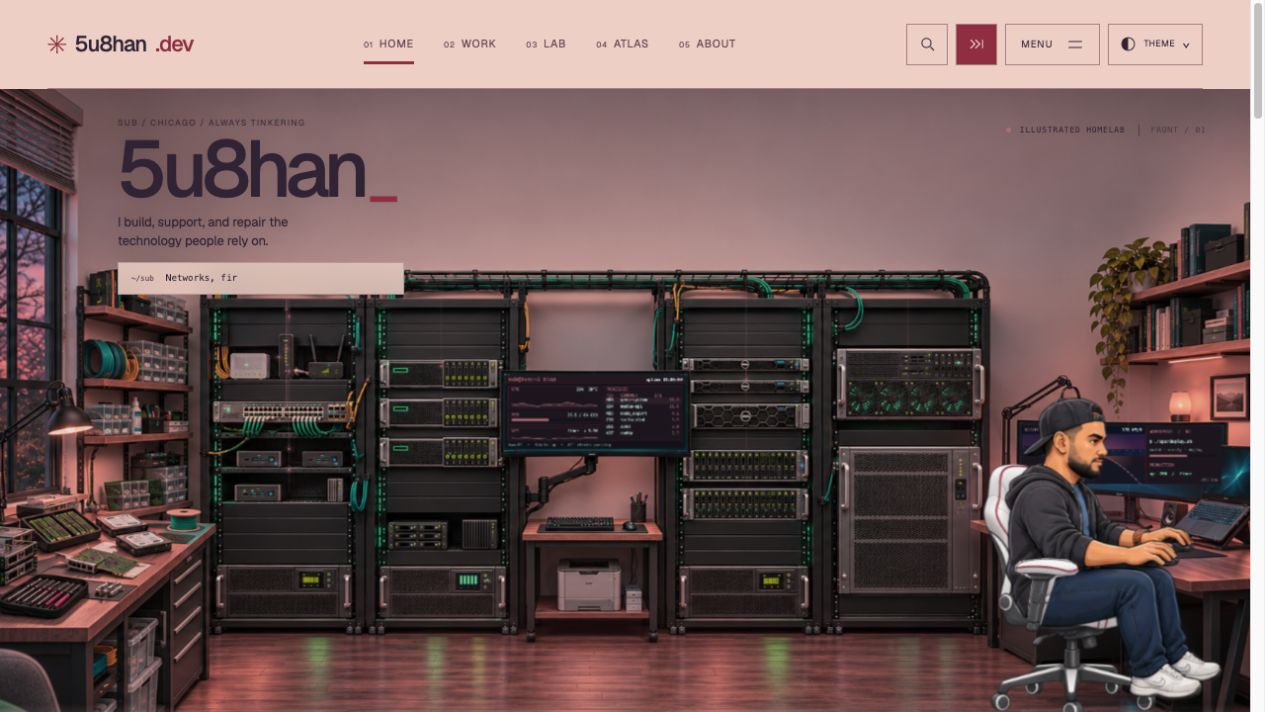 5u8han .dev
01 HOME
02 WORK
03 LAB
04 ATLAS
05 ABOUT
MENU
THEME
SUB / CHICAGO / ALWAYS TINKERING
ILLUSTRATED HOMELAB
FRONT / 01
5u8han_
I build, support, and repair the
technology people rely on.
~/sub Networks, fir